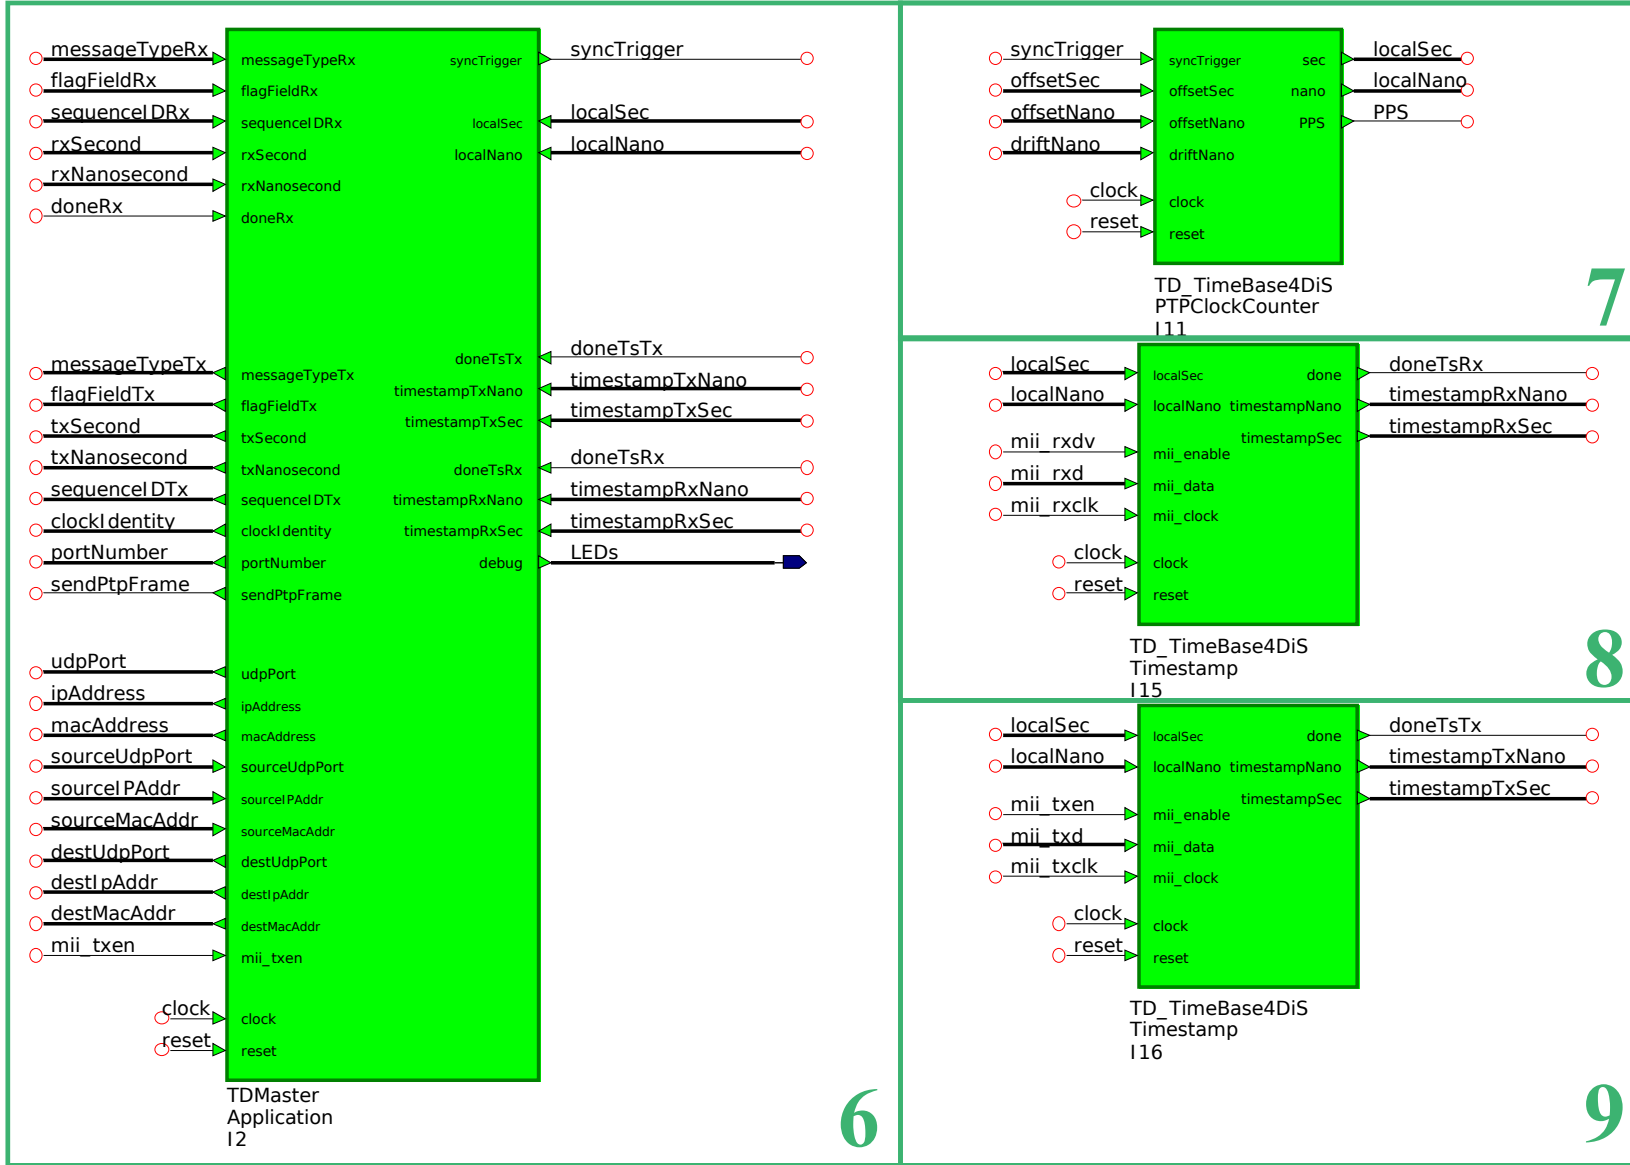 messageTypeRx
flagFieldRx
sequenceIDRx
rxSecond
rxNanosecond
doneRx
messageTypeRx
flagFieldRx
sequenceIDRx
rxSecond
rxNanosecond
doneRx
syncTrigger
localSec
localNano
syncTrigger
localSec
localNano
messageTypeTx
flagFieldTx
txSecond
txNanosecond
sequenceIDTx
clockIdentity
portNumber
sendPtpFrame
messageTypeTx
flagFieldTx
txSecond
txNanosecond
sequenceIDTx
clockIdentity
portNumber
sendPtpFrame
doneTsTx
timestampTxNano
timestampTxSec
doneTsRx
timestampRxNano
timestampRxSec
debug
doneTsTx
timestampTxNano
timestampTxSec
doneTsRx
timestampRxNano
timestampRxSec
LEDs
udpPort
ipAddress
macAddress
sourceUdpPort
sourceIPAddr
sourceMacAddr
destUdpPort
destIpAddr
destMacAddr
mii_txen
udpPort
ipAddress
macAddress
sourceUdpPort
sourceIPAddr
sourceMacAddr
destUdpPort
destIpAddr
destMacAddr
mii_txen
clock
reset
clock
reset
TDMaster
Application
I2
6
syncTrigger
offsetSec
offsetNano
driftNano
clock
reset
syncTrigger
offsetSec
offsetNano
driftNano
clock
reset
sec
nano
PPS
localSec
localNano
PPS
TD_TimeBase4DiS
PTPClockCounter
I11
7
localSec
localNano
mii_rxdv
mii_rxd
mii_rxclk
clock
reset
localSec
localNano
mii_enable
mii_data
mii_clock
clock
reset
done
timestampNano
timestampSec
doneTsRx
timestampRxNano
timestampRxSec
TD_TimeBase4DiS
Timestamp
I15
8
localSec
localNano
mii_txen
mii_txd
mii_txclk
clock
reset
localSec
localNano
mii_enable
mii_data
mii_clock
clock
reset
done
timestampNano
timestampSec
doneTsTx
timestampTxNano
timestampTxSec
TD_TimeBase4DiS
Timestamp
I16
9